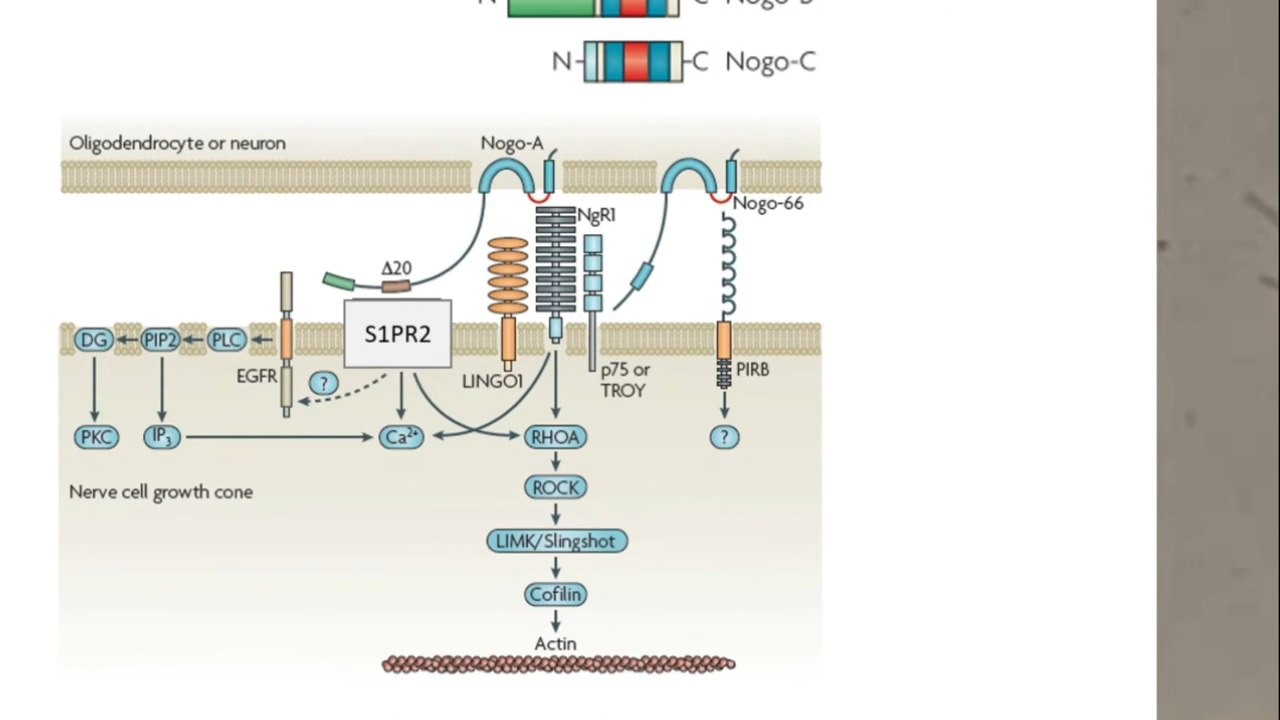 N-C Nogo-C
Oligodendrocyte or neuron
Nogo-A
Nogo-66
NgR1
Δ20
S1PR2
DG
PIP2
PLC
EGFR
?
LINGO1
p75 or
TROY
PIRB
PKC
IP3
Ca2+
RHOA
?
Nerve cell growth cone
ROCK
LIMK/Slingshot
Cofilin
Actin